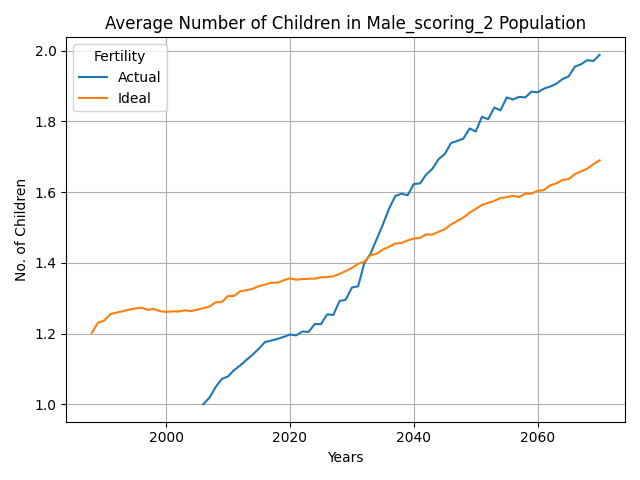 Average Number of Children in Male_scoring_2 Population
Fertility
Actual
Ideal
2.0
1.8
1.6
1.4
1.2
1.0
No. of Children
2000
2020
2040
2060
Years